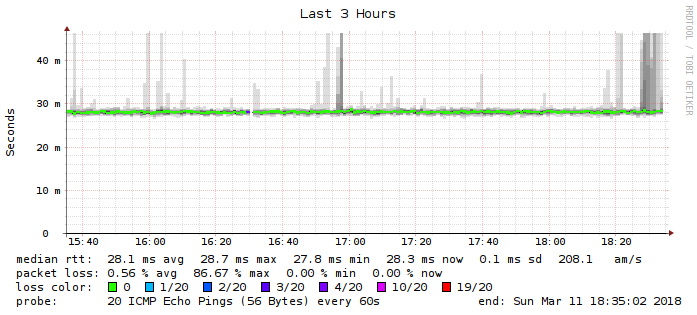 Last 3 Hours
RRDTOOL / TOBI OETIKER
Seconds
40 m
30 m
20 m
10 m
0
15:40 16:00 16:20 16:40 17:00 17:20 17:40 18:00 18:20
median rtt: 28.1 ms avg 28.7 ms max 27.8 ms min 28.3 ms now 0.1 ms sd 208.1 am/s
packet loss: 0.56 % avg 86.67 % max 0.00 % min 0.00 % now
loss color: 0 1/20 2/20 3/20 4/20 10/20 19/20
probe: 20 ICMP Echo Pings (56 Bytes) every 60s end: Sun Mar 11 18:35:02 2018